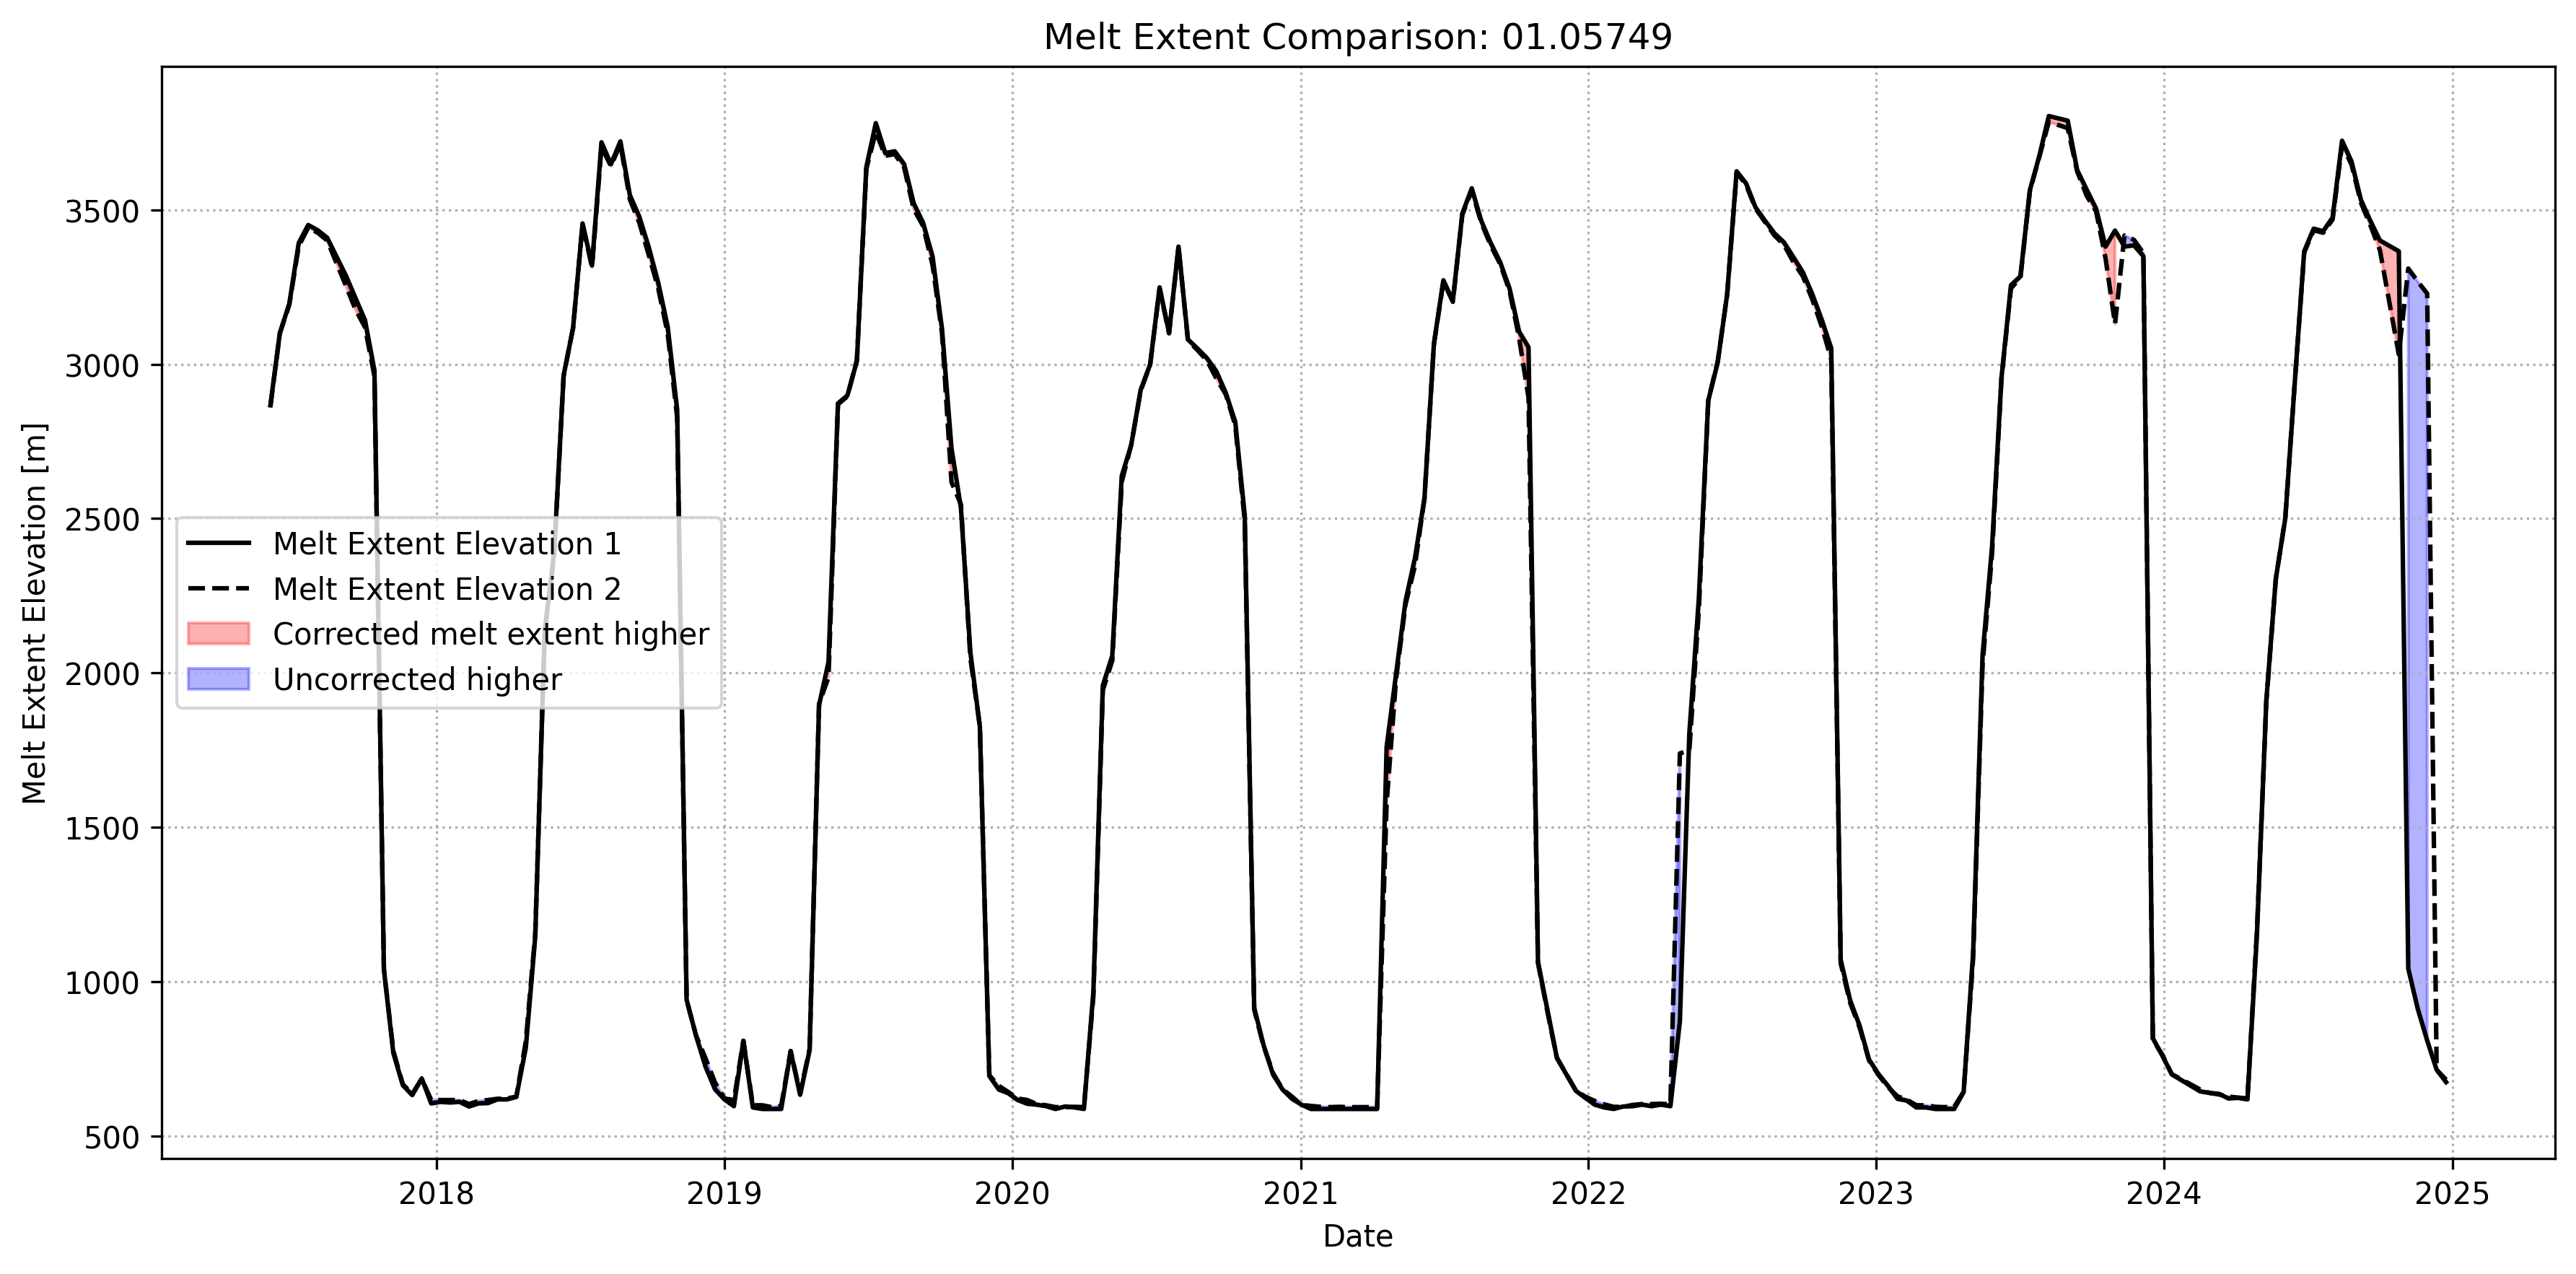 Melt Extent Comparison: 01.05749
Melt Extent Elevation [m]
3500
3000
2500
2000
1500
1000
500
Melt Extent Elevation 1
Melt Extent Elevation 2
Corrected melt extent higher
Uncorrected higher
2018 2019 2020 2021 2022 2023 2024 2025
Date